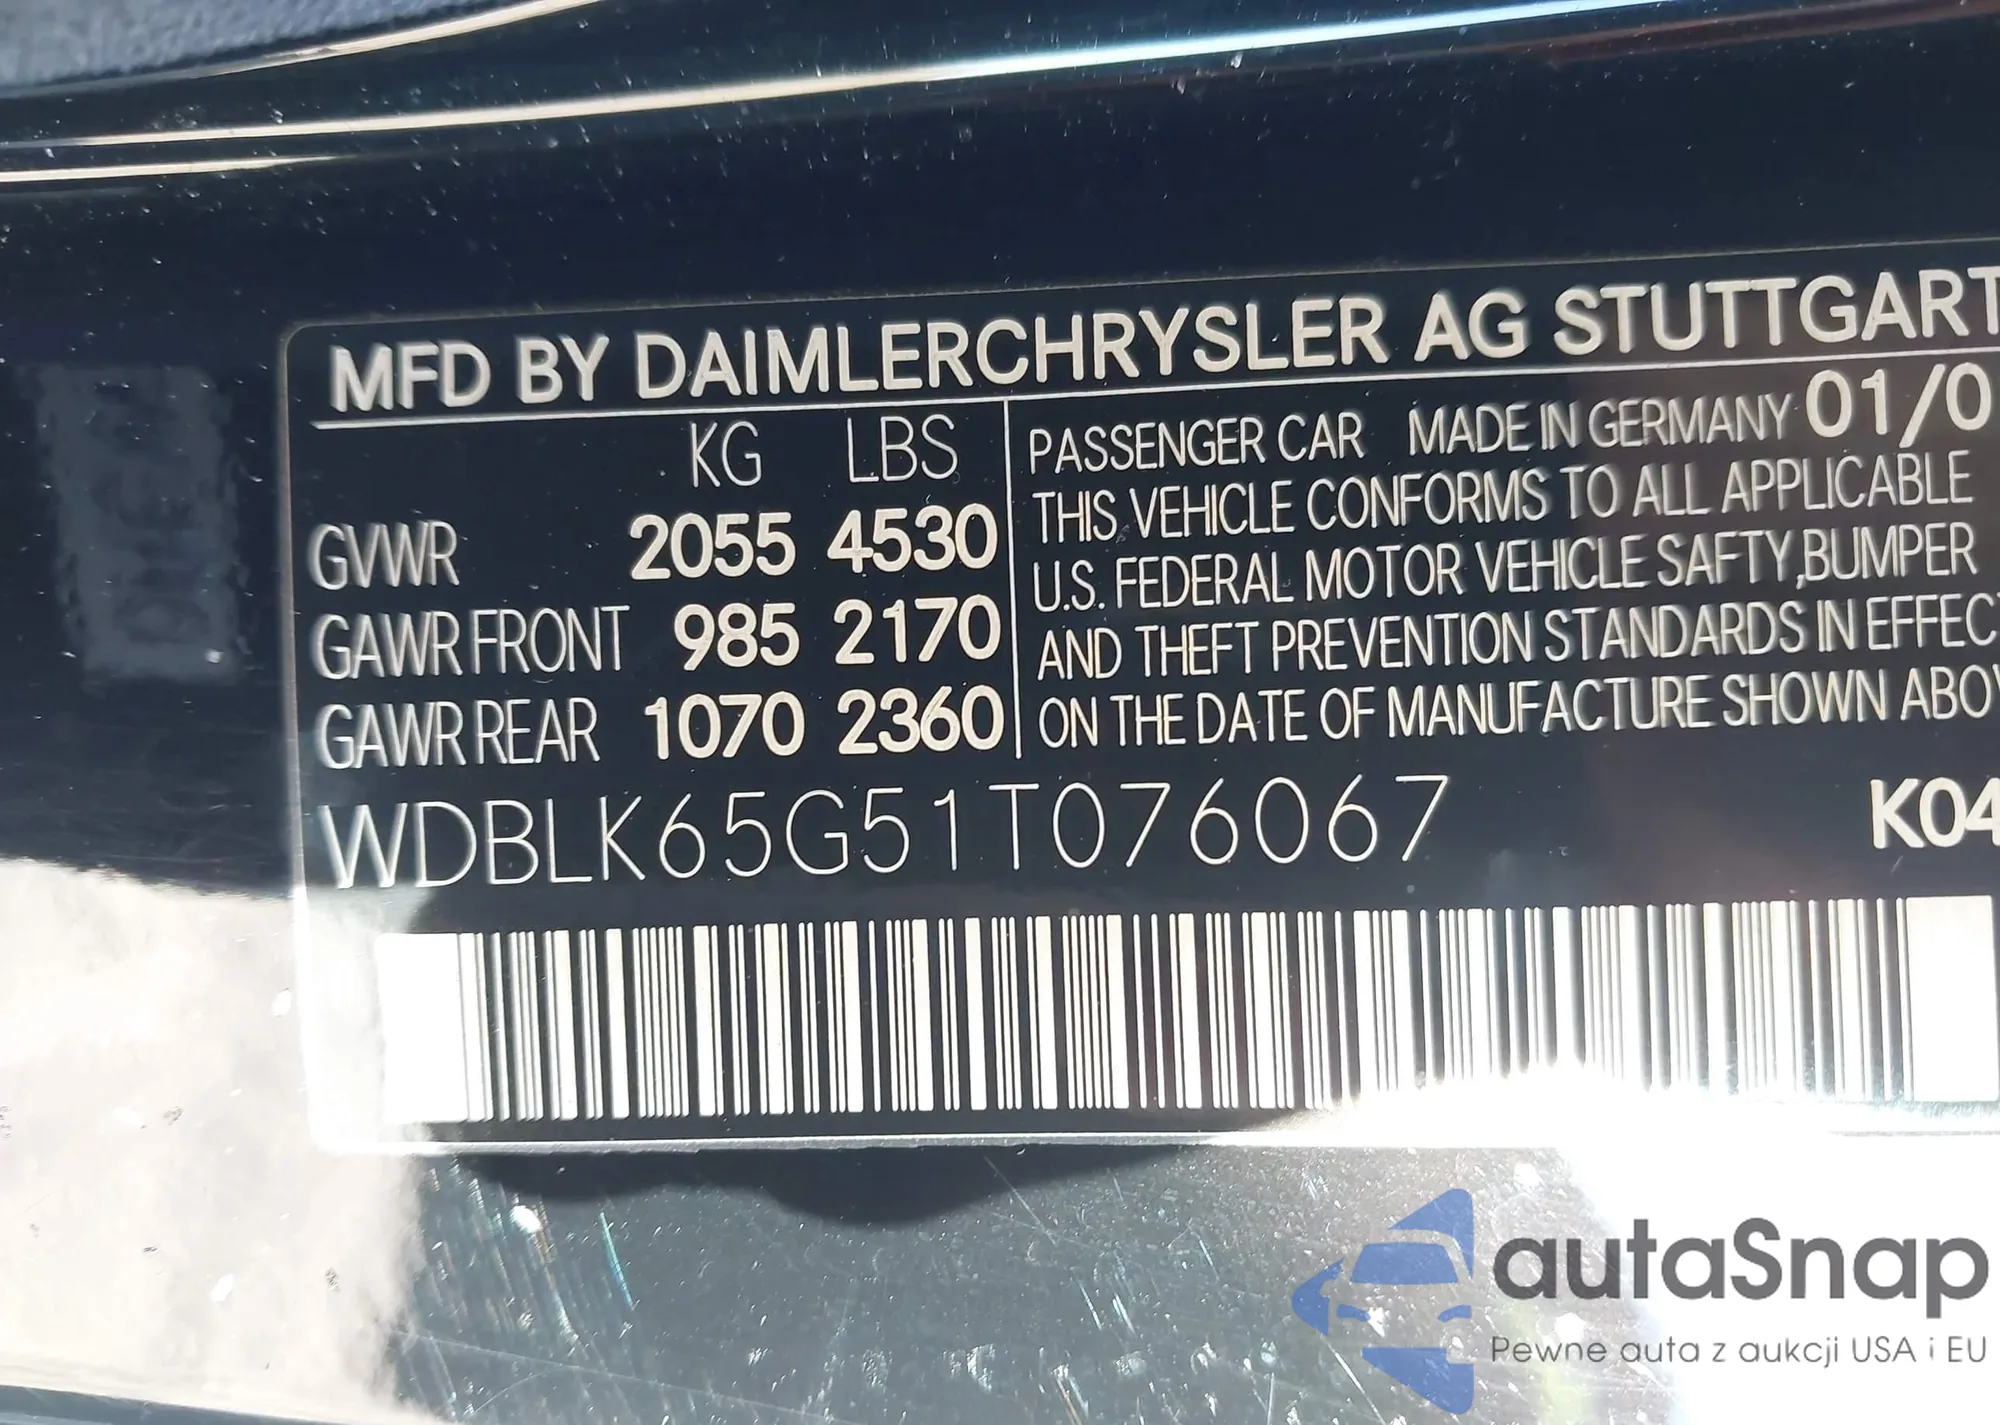 MFD BY DAIMLERCHRYSLER AG STUTTGART
KG LBS
GVWR 2055 4530
GAWR FRONT 985 2170
GAWR REAR 1070 2360
PASSENGER CAR MADE IN GERMANY 01/0
THIS VEHICLE CONFORMS TO ALL APPLICABLE
U.S. FEDERAL MOTOR VEHICLE SAFTY,BUMPER
AND THEFT PREVENTION STANDARDS IN EFFEC
ON THE DATE OF MANUFACTURE SHOWN ABOV
WDBLK65G51T076067 K04
autaSnap
Pewne auta z aukcji USA i EU